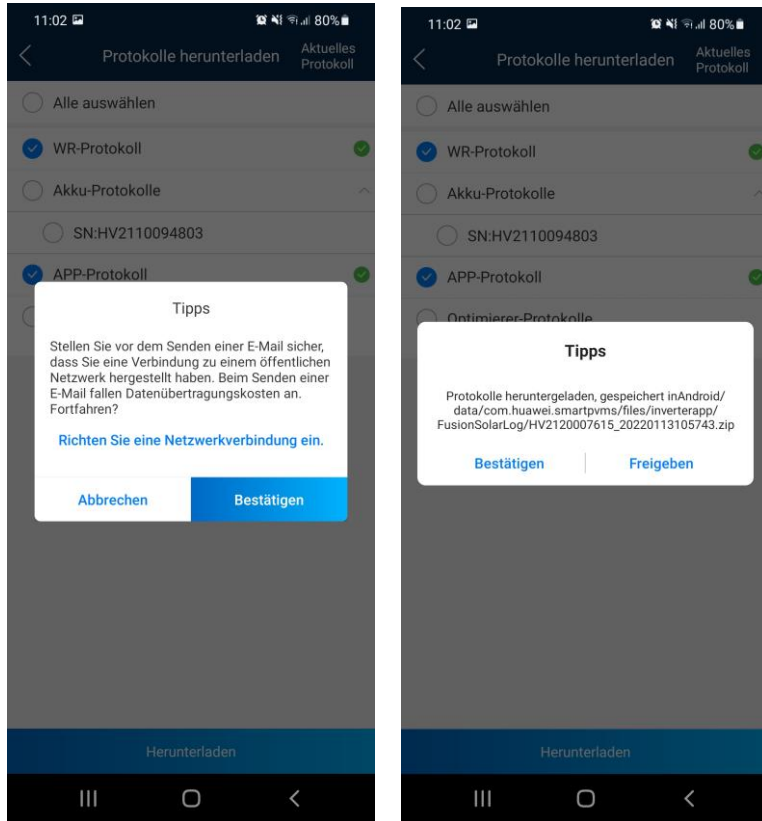 11:02
80%
Protokolle herunterladen
Aktuelles
Protokoll
Alle auswählen
WR-Protokoll
Akku-Protokolle
SN:HV2110094803
APP-Protokoll
Tipps
Stellen Sie vor dem Senden einer E-Mail sicher,
dass Sie eine Verbindung zu einem öffentlichen
Netzwerk hergestellt haben. Beim Senden einer
E-Mail fallen Datenübertragungskosten an.
Fortfahren?
Richten Sie eine Netzwerkverbindung ein.
Abbrechen
Bestätigen
Herunterladen
11:02
80%
Protokolle herunterladen
Aktuelles
Protokoll
Alle auswählen
WR-Protokoll
Akku-Protokolle
SN:HV2110094803
APP-Protokoll
Optimierer-Protokolle
Tipps
Protokolle heruntergeladen, gespeichert inAndroid/
data/com.huawei.smartpvms/files/inverterapp/
FusionSolarLog/HV2120007615_20220113105743.zip
Bestätigen
Freigeben
Herunterladen